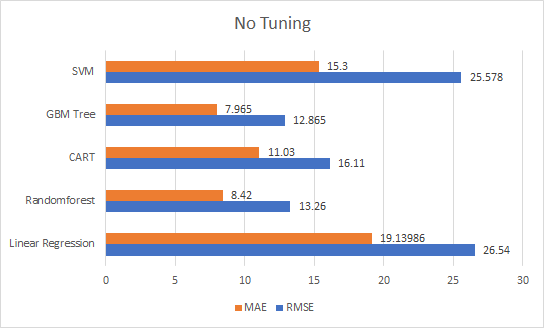 No Tuning
SVM
15.3
25.578
GBM Tree
7.965
12.865
CART
11.03
16.11
Randomforest
8.42
13.26
Linear Regression
19.13986
26.54
0 5 10 15 20 25 30
MAE RMSE